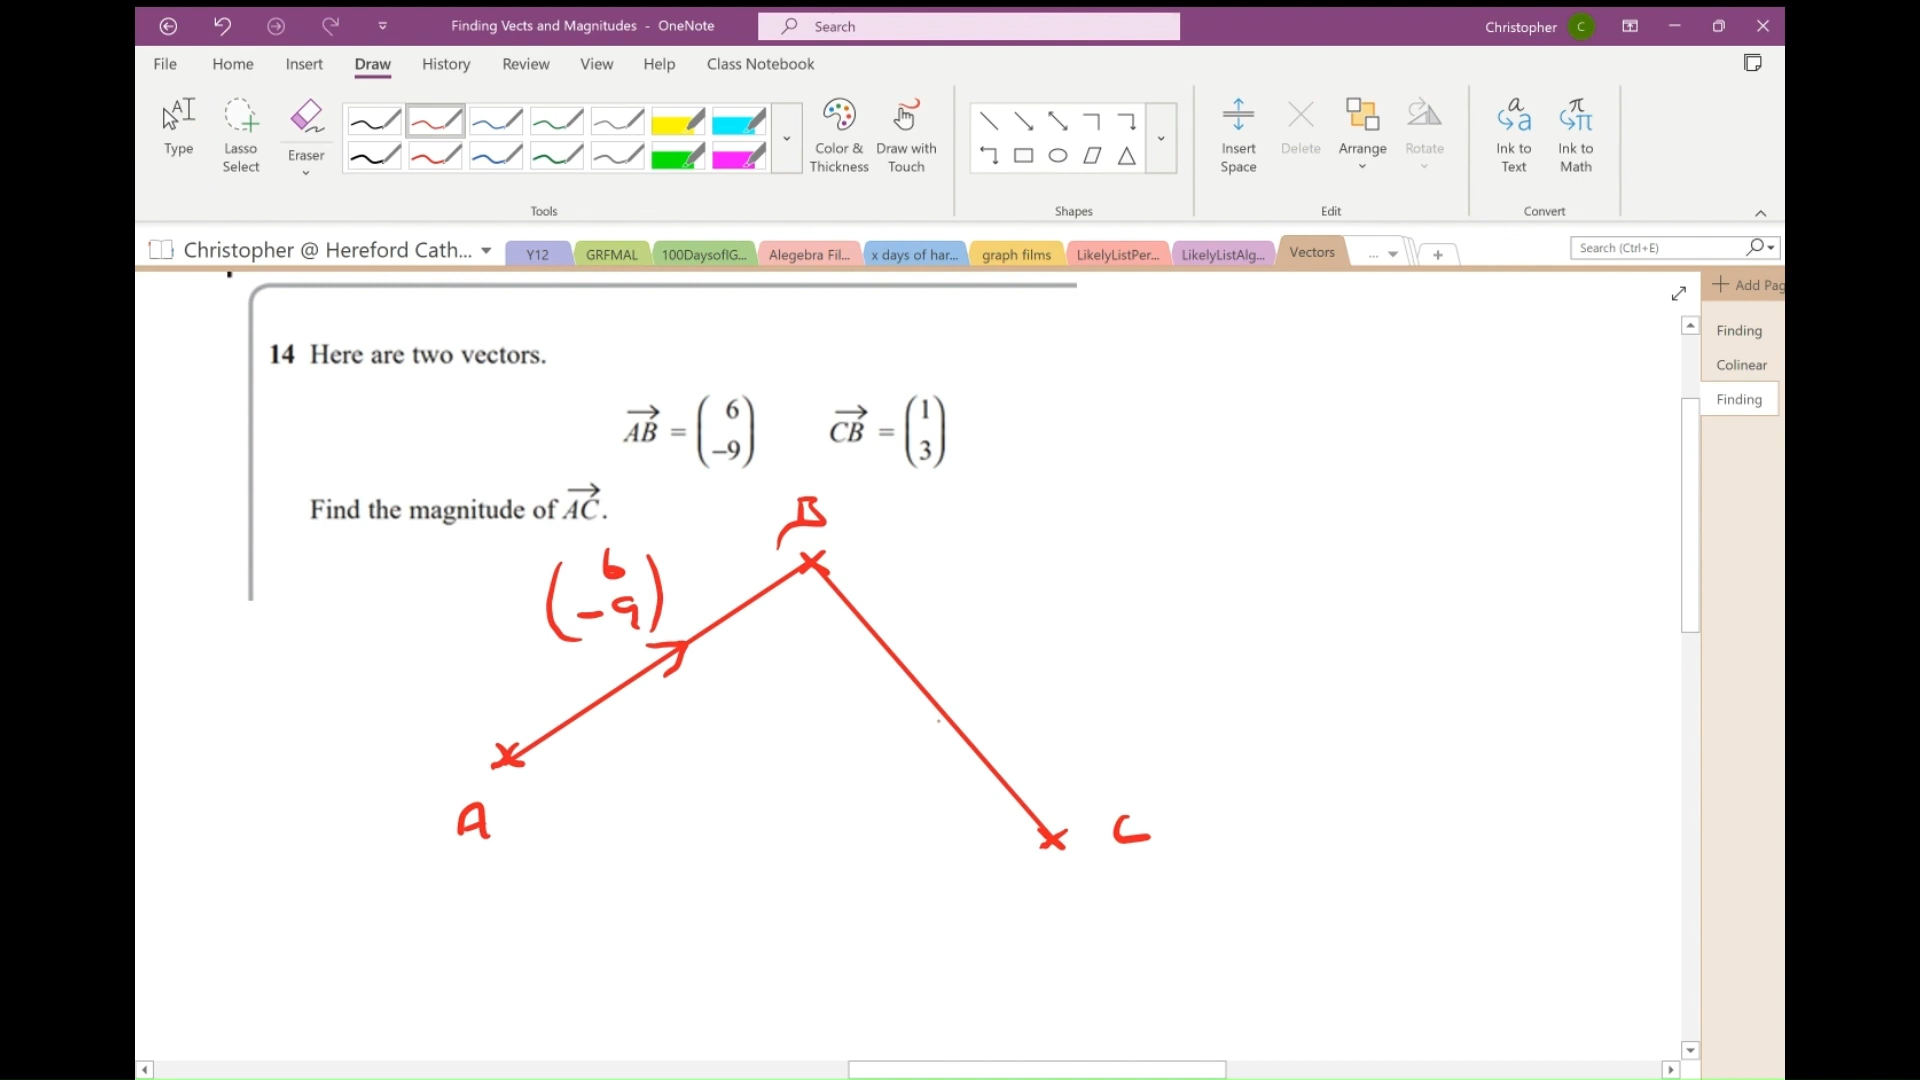 Finding Vects and Magnitudes - OneNote
Search
Christopher C
File Home Insert Draw History Review View Help Class Notebook
Type
Lasso Select
Eraser
Color & Thickness
Draw with Touch
Insert Space
Delete
Arrange
Rotate
Ink to Text
Ink to Math
Tools
Shapes
Edit
Convert
Christopher @ Hereford Cath...
Y12
GRFMAL
100DaysofIG...
Alegebra Fil...
x days of har...
graph films
LikelyListPer...
LikelyListAlg...
Vectors
...
Search (Ctrl+E)
Add Pag
Finding
Colinear
Finding
14 Here are two vectors.
AB = (6 -9) CB = (1 3)
Find the magnitude of AC.
B
(6 -9)
A
C